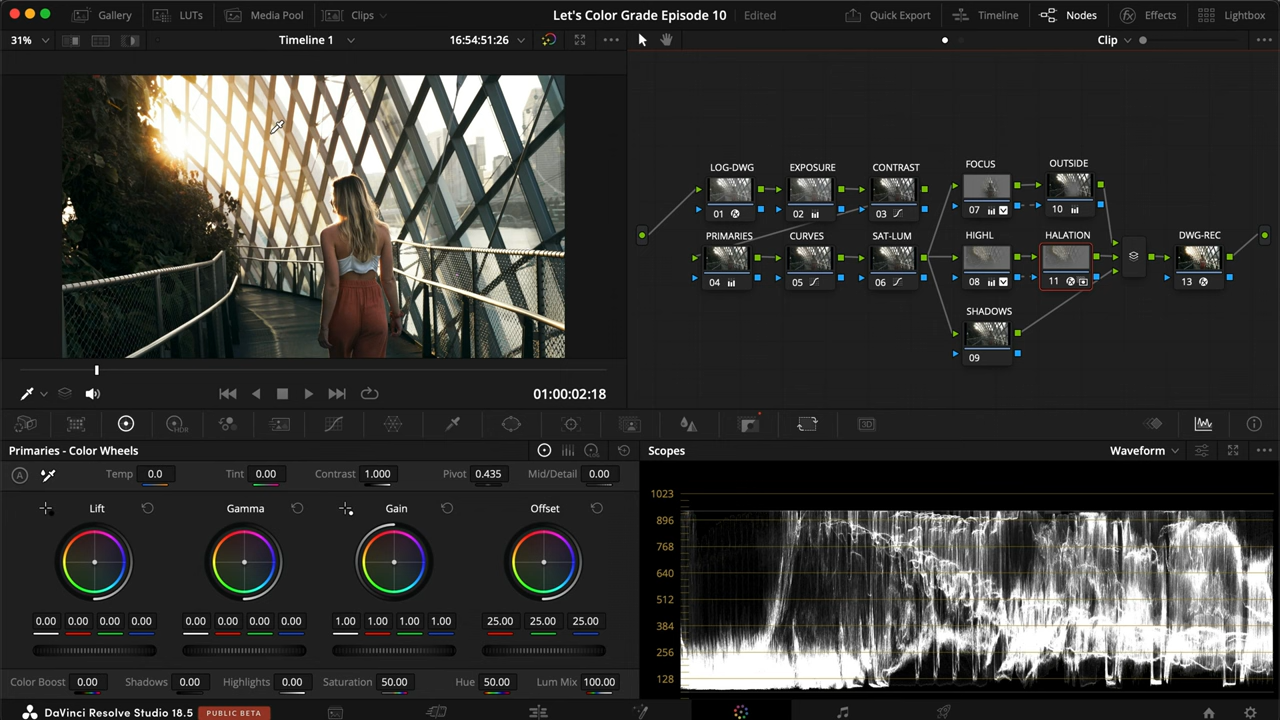 Gallery LUTs Media Pool Clips Let's Color Grade Episode 10 Edited Quick Export Timeline Nodes Effects Lightbox
31% Timeline 1 16:54:51:26 Clip
FOCUS OUTSIDE
LOG-DWG EXPOSURE CONTRAST
01 02 03 07 10
PRIMARIES CURVES SAT-LUM HIGHL HALATION DWG-REC
04 05 06 08 11 13
SHADOWS
09
01:00:02:18
HDR 3D
Primaries - Color Wheels Scopes Waveform
A Temp 0.0 Tint 0.00 Contrast 1.000 Pivot 0.435 Mid/Detail 0.00
Lift Gamma Gain Offset
0.00 0.00 0.00 0.00 0.00 0.00 0.00 0.00 1.00 1.00 1.00 1.00 25.00 25.00 25.00
Color Boost 0.00 Shadows 0.00 Highlights 0.00 Saturation 50.00 Hue 50.00 Lum Mix 100.00
1023
896
768
640
512
384
256
128
DaVinci Resolve Studio 18.5 PUBLIC BETA